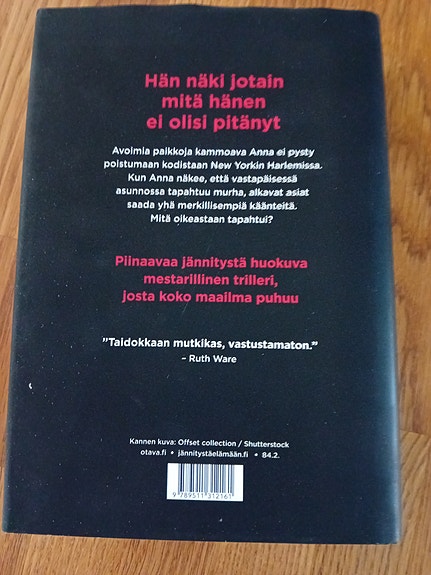 Hän näki jotain
mitä hänen
ei olisi pitänyt
Avoimia paikkoja kammoava Anna ei pysty
poistumaan kodistaan New Yorkin Harlemissa.
Kun Anna näkee, että vastapäisessä
asunnossa tapahtuu murha, alkavat asiat
saada yhä merkillisempiä käänteitä.
Mitä oikeastaan tapahtui?
Piinaavaa jännitystä huokuva
mestarillinen trilleri,
josta koko maailma puhuu
”Taidokkaan mutkikas, vastustamaton.”
– Ruth Ware
Kannen kuva: Offset collection / Shutterstock
otava.fi • jännitystäelämään.fi • 84.2.
9 789511 312161